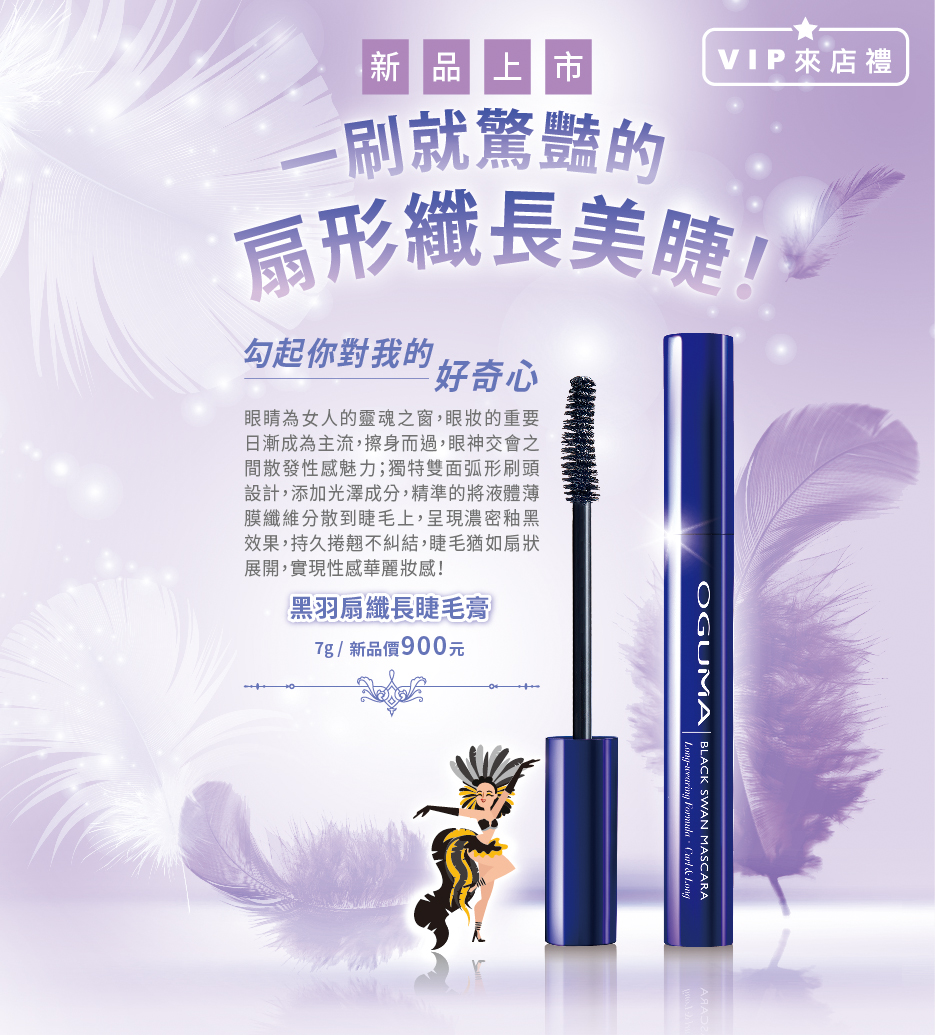 新品上市
VIP來店禮
一刷就驚豔的
扇形纖長美睫！
勾起你對我的
好奇心
眼睛為女人的靈魂之窗，眼妝的重要
日漸成為主流，擦身而過，眼神交會之
間散發性感魅力；獨特雙面弧形刷頭
設計，添加光澤成分，精準的將液體薄
膜纖維分散到睫毛上，呈現濃密釉黑
效果，持久捲翹不糾結，睫毛猶如扇狀
展開，實現性感華麗妝感！
黑羽扇纖長睫毛膏
7g / 新品價900元
OGUMA
BLACK SWAN MASCARA
Long-wearing Formula · Curl & Long